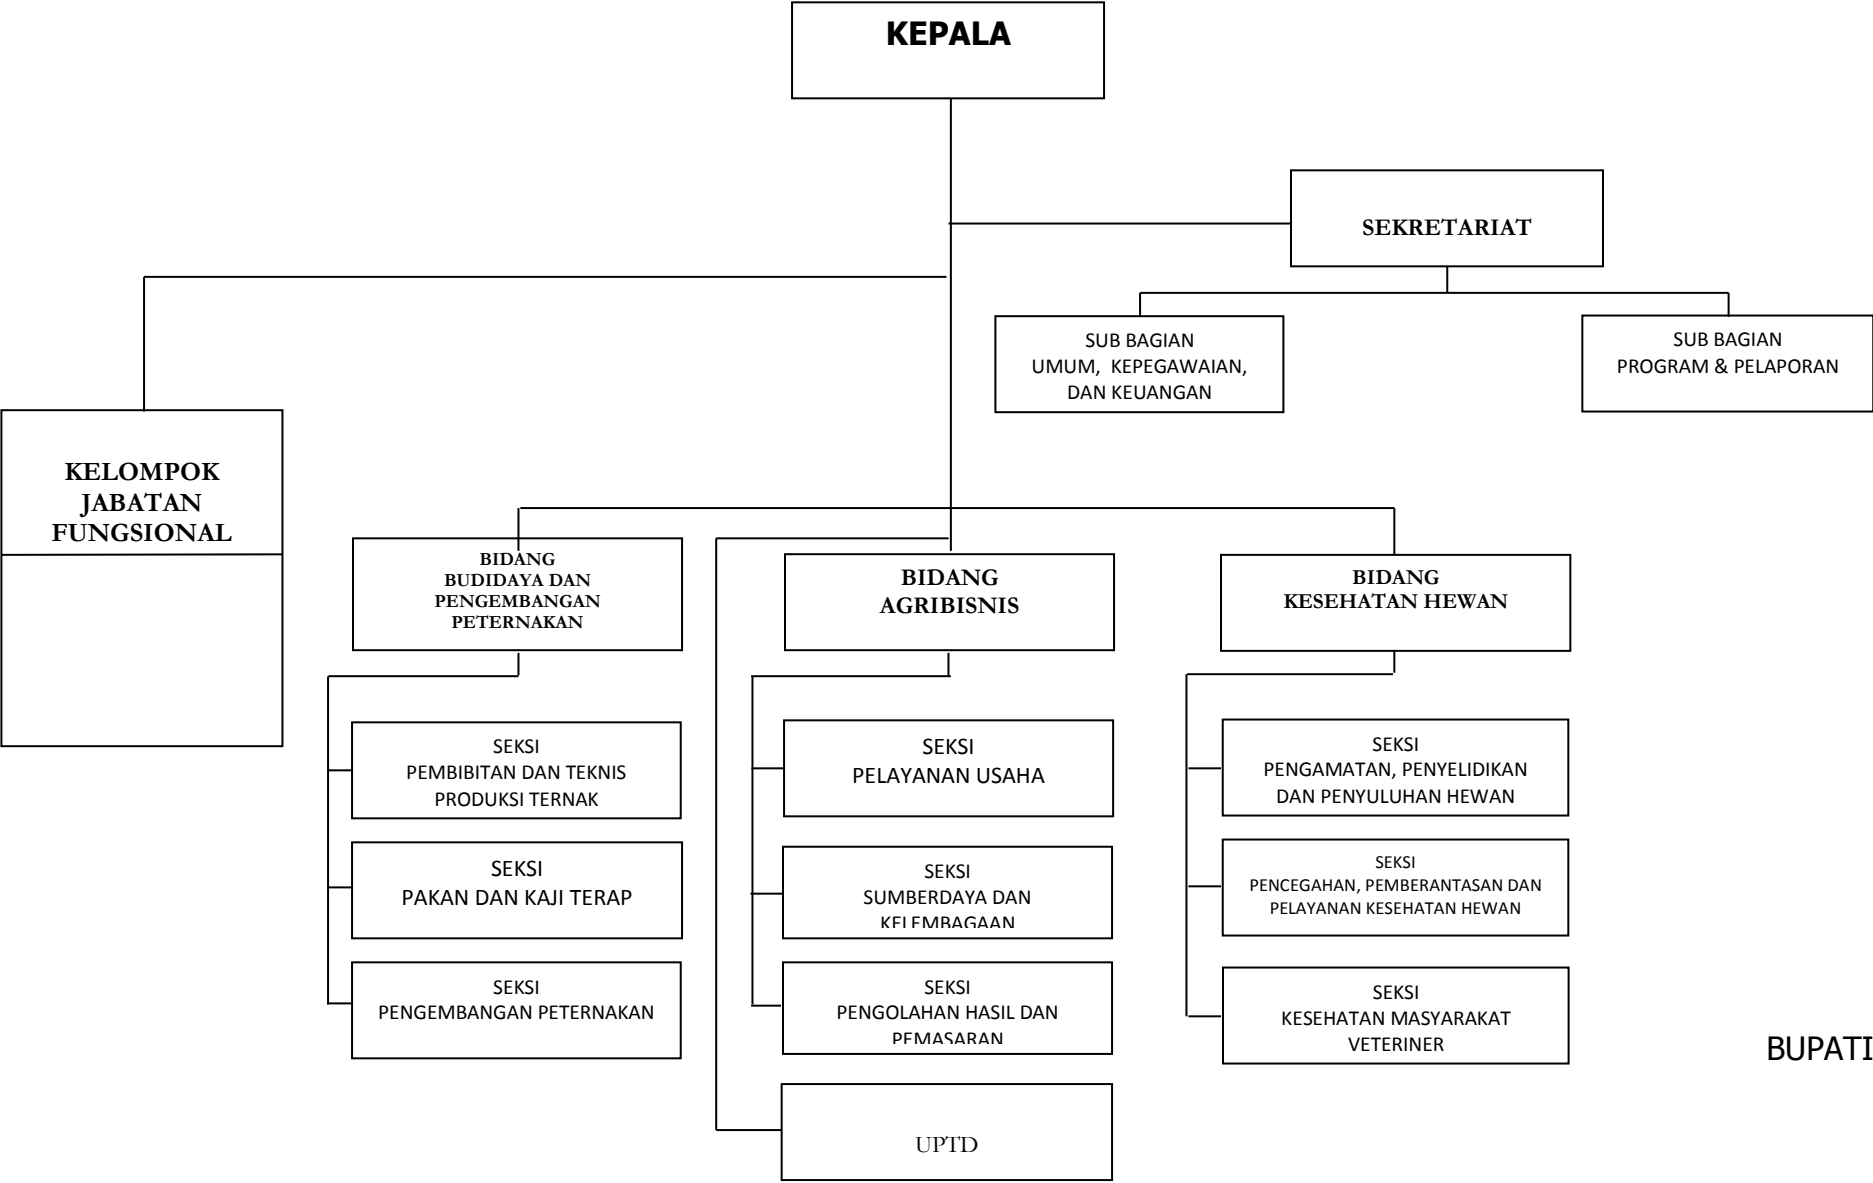 KEPALA
SEKRETARIAT
SUB BAGIAN
UMUM, KEPEGAWAIAN,
DAN KEUANGAN
SUB BAGIAN
PROGRAM & PELAPORAN
KELOMPOK
JABATAN
FUNGSIONAL
BIDANG
BUDIDAYA DAN
PENGEMBANGAN
PETERNAKAN
BIDANG
AGRIBISNIS
BIDANG
KESEHATAN HEWAN
SEKSI
PEMBIBITAN DAN TEKNIS
PRODUKSI TERNAK
SEKSI
PAKAN DAN KAJI TERAP
SEKSI
PENGEMBANGAN PETERNAKAN
SEKSI
PELAYANAN USAHA
SEKSI
SUMBERDAYA DAN
KELEMBAGAAN
SEKSI
PENGOLAHAN HASIL DAN
PEMASARAN
UPTD
SEKSI
PENGAMATAN, PENYELIDIKAN
DAN PENYULUHAN HEWAN
SEKSI
PENCEGAHAN, PEMBERANTASAN DAN
PELAYANAN KESEHATAN HEWAN
SEKSI
KESEHATAN MASYARAKAT
VETERINER
BUPATI